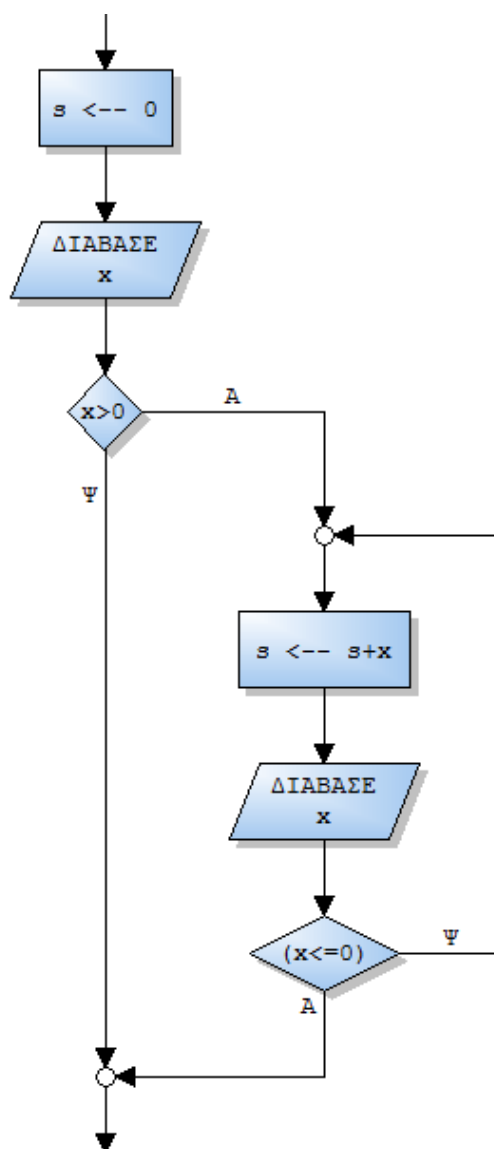 s <-- 0
ΔΙΑΒΑΣΕ
x
x>0
Α
Ψ
s <-- s+x
ΔΙΑΒΑΣΕ
x
(x<=0)
Ψ
Α